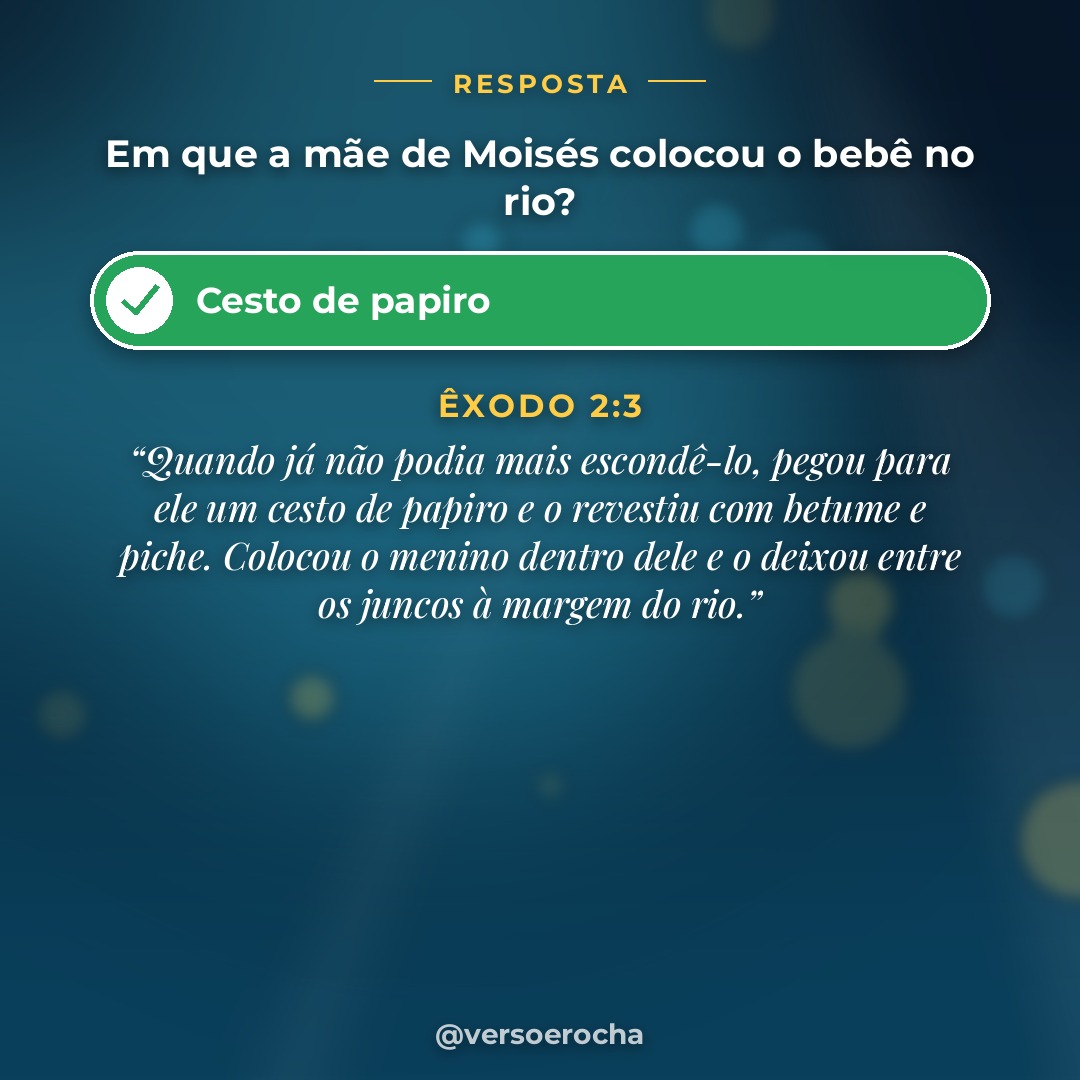 RESPOSTA
Em que a mãe de Moisés colocou o bebê no
rio?
Cesto de papiro
ÊXODO 2:3
“Quando já não podia mais escondê-lo, pegou para
ele um cesto de papiro e o revestiu com betume e
piche. Colocou o menino dentro dele e o deixou entre
os juncos à margem do rio.”
@versoerocha